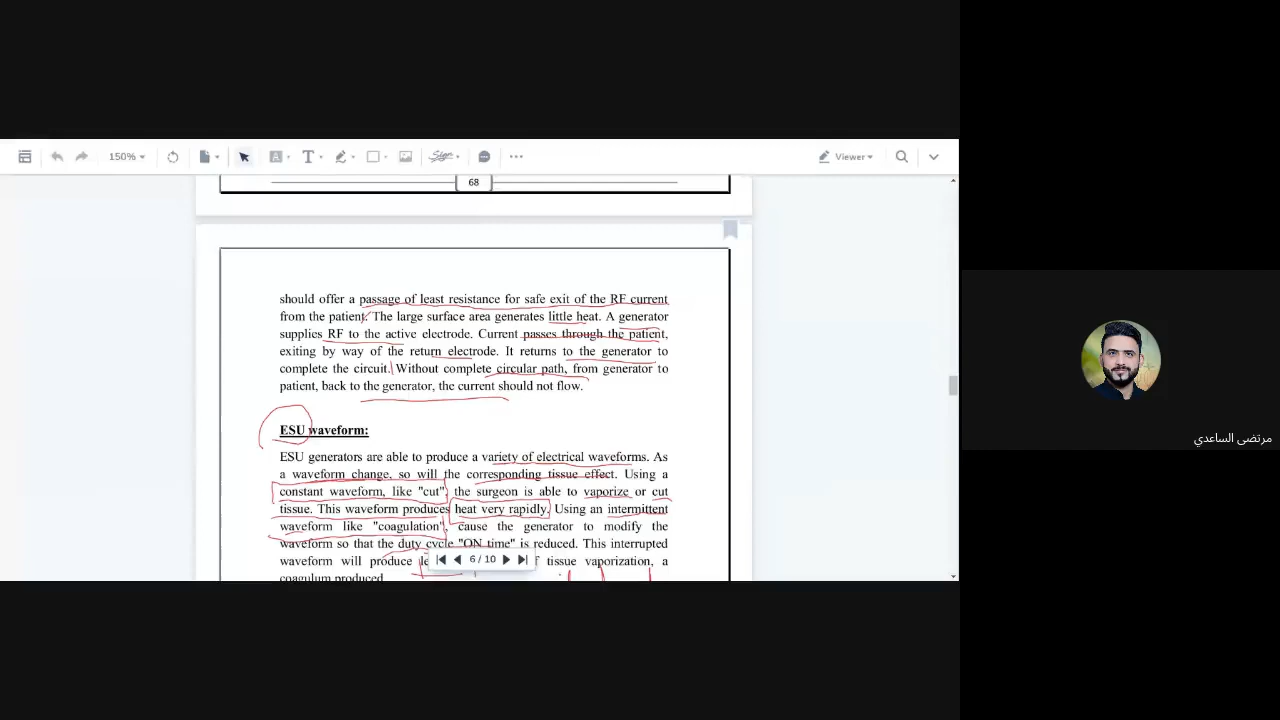 150%
Viewer
68
should offer a passage of least resistance for safe exit of the RF current
from the patient. The large surface area generates little heat. A generator
supplies RF to the active electrode. Current passes through the patient,
exiting by way of the return electrode. It returns to the generator to
complete the circuit. Without complete circular path, from generator to
patient, back to the generator, the current should not flow.
ESU waveform:
ESU generators are able to produce a variety of electrical waveforms. As
a waveform change, so will the corresponding tissue effect. Using a
constant waveform, like "cut", the surgeon is able to vaporize or cut
tissue. This waveform produces heat very rapidly. Using an intermittent
waveform like "coagulation", cause the generator to modify the
waveform so that the duty cycle "ON time" is reduced. This interrupted
waveform will produce tissue vaporization, a
coagulum produced.
6 / 10
مرتضى الساعدي